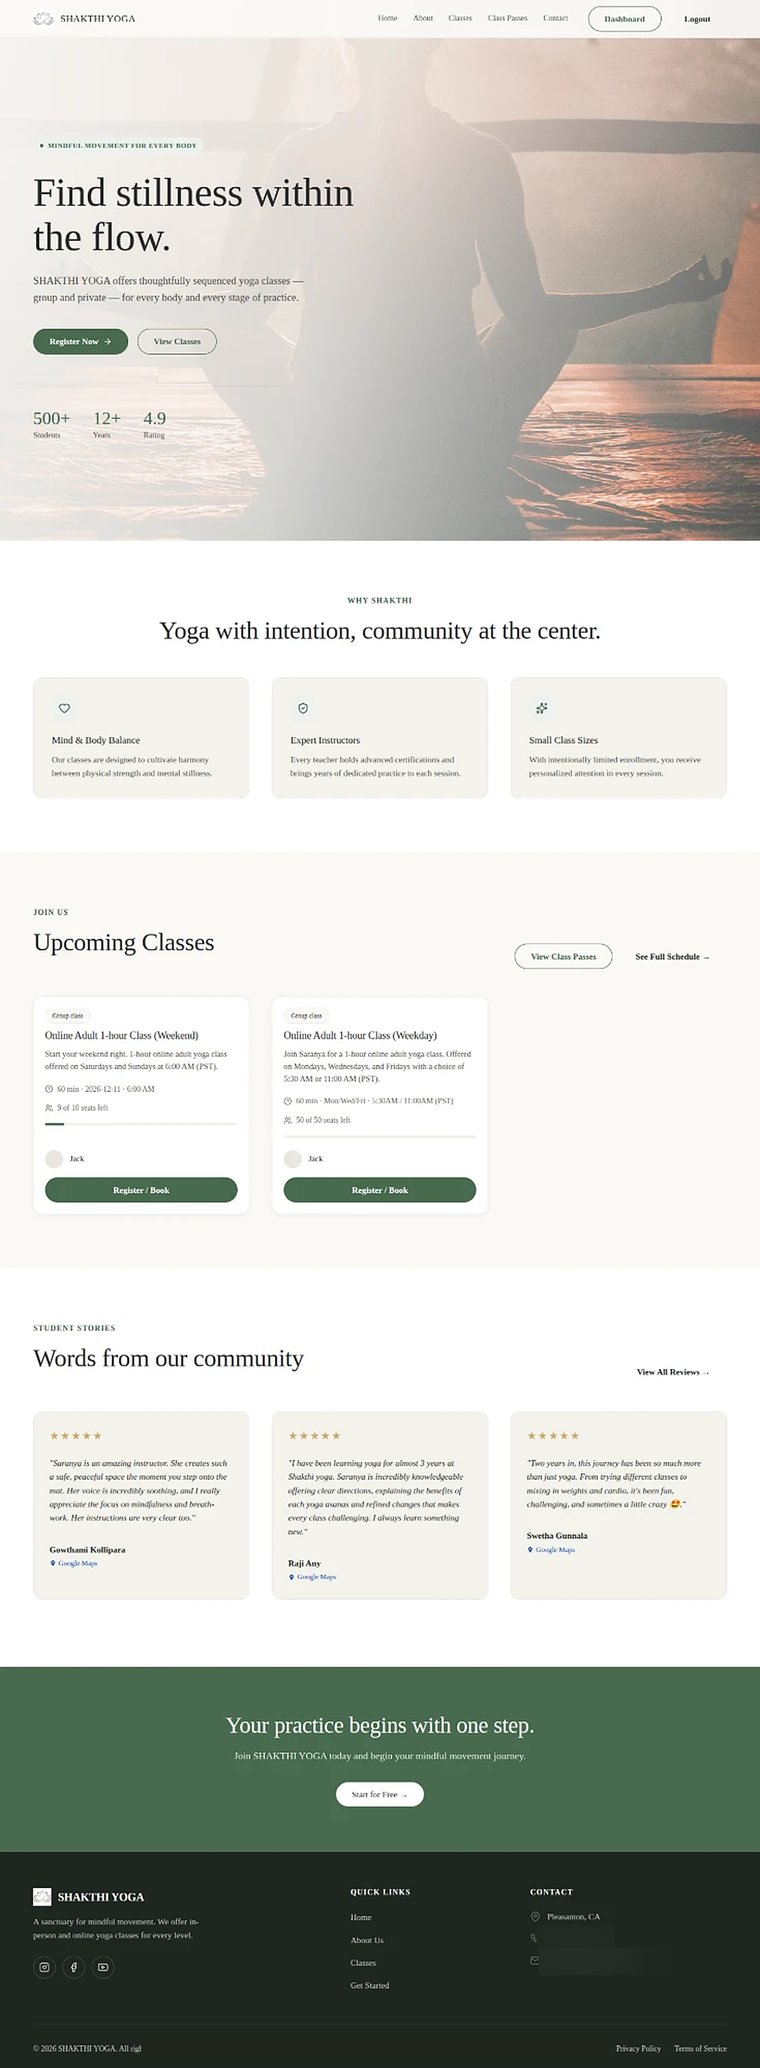 SHAKTHI YOGA
Home About Classes Class Passes Contact Dashboard Logout
MINDFUL MOVEMENT FOR EVERY BODY
Find stillness within
the flow.
SHAKTHI YOGA offers thoughtfully sequenced yoga classes —
group and private — for every body and every stage of practice.
Register Now → View Classes
500+ 12+ 4.9
Students Years Rating
WHY SHAKTHI
Yoga with intention, community at the center.
Mind & Body Balance
Our classes are designed to cultivate harmony
between physical strength and mental stillness.
Expert Instructors
Every teacher holds advanced certifications and
brings years of dedicated practice to each session.
Small Class Sizes
With intentionally limited enrollment, you receive
personalized attention in every session.
JOIN US
Upcoming Classes
View Class Passes See Full Schedule →
Group class
Online Adult 1-hour Class (Weekend)
Start your weekend right. 1-hour online adult yoga class
offered on Saturdays and Sundays at 6:00 AM (PST).
60 min · 2026-12-11 · 6:00 AM
9 of 10 seats left
Jack
Register / Book
Group class
Online Adult 1-hour Class (Weekday)
Join Saranya for a 1-hour online adult yoga class. Offered
on Mondays, Wednesdays, and Fridays with a choice of
5:30 AM or 11:00 AM (PST).
60 min · Mon/Wed/Fri · 5:30AM / 11:00AM (PST)
50 of 50 seats left
Jack
Register / Book
STUDENT STORIES
Words from our community
View All Reviews →
"Saranya is an amazing instructor. She creates such
a safe, peaceful space the moment you step onto the
mat. Her voice is incredibly soothing, and I really
appreciate the focus on mindfulness and breath-
work. Her instructions are very clear too."
Gowthami Kollipara
Google Maps
"I have been learning yoga for almost 3 years at
Shakthi yoga. Saranya is incredibly knowledgeable
offering clear directions, explaining the benefits of
each yoga asanas and refined changes that makes
every class challenging. I always learn something
new."
Raji Any
Google Maps
"Two years in, this journey has been so much more
than just yoga. From trying different classes to
mixing in weights and cardio, it's been fun,
challenging, and sometimes a little crazy 🤩."
Swetha Gunnala
Google Maps
Your practice begins with one step.
Join SHAKTHI YOGA today and begin your mindful movement journey.
Start for Free →
SHAKTHI YOGA
A sanctuary for mindful movement. We offer in-
person and online yoga classes for every level.
QUICK LINKS
Home
About Us
Classes
Get Started
CONTACT
Pleasanton, CA
© 2026 SHAKTHI YOGA. All righ
Privacy Policy Terms of Service